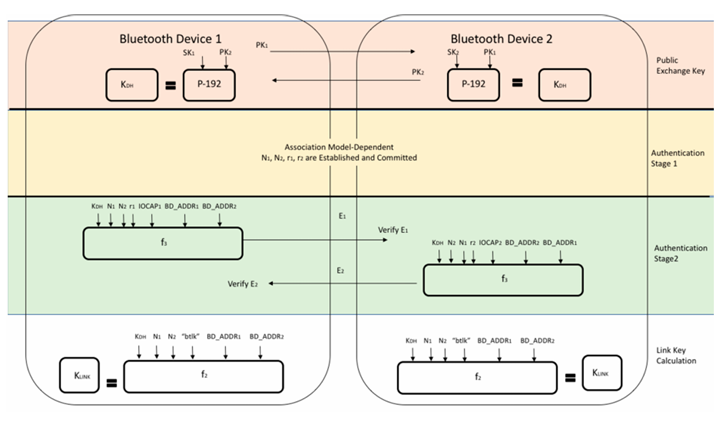 Bluetooth Device 1
Bluetooth Device 2
SK₁ PK₂
PK₁
SK₂ PK₁
Public
Exchange Key
KDH = P-192
PK₂
P-192 = KDH
Association Model-Dependent
N₁, N₂, r₁, r₂ are Established and Committed
Authentication
Stage 1
KDH N₁ N₂ r₁ IOCAP₁ BD_ADDR₁ BD_ADDR₂
E₁
f₃
Verify E₁
KDH N₂ N₁ r₂ IOCAP₂ BD_ADDR₂ BD_ADDR₁
Authentication
Stage2
E₂
Verify E₂
f₃
KDH N₁ N₂ "btlk" BD_ADDR₁ BD_ADDR₂
KDH N₁ N₂ "btlk" BD_ADDR₁ BD_ADDR₂
Link Key
Calculation
KLINK = f₂
f₂ = KLINK